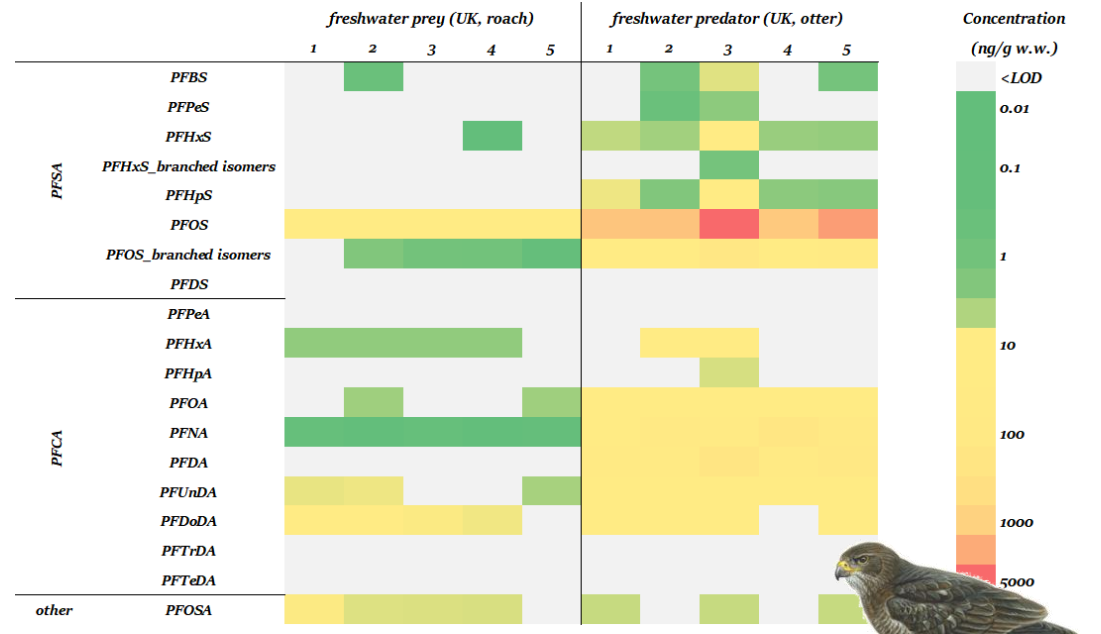 freshwater prey (UK, roach) freshwater predator (UK, otter) Concentration
1 2 3 4 5 1 2 3 4 5 (ng/g w.w.)
PFBS <LOD
PFPeS 0.01
PFHxS
PFHxS_branched isomers 0.1
PFSA
PFHpS
PFOS
PFOS_branched isomers 1
PFDS
PFPeA
PFHxA 10
PFHpA
PFOA
PFNA 100
PFCA
PFDA
PFUnDA
PFDoDA 1000
PFTrDA
PFTeDA 5000
other PFOSA